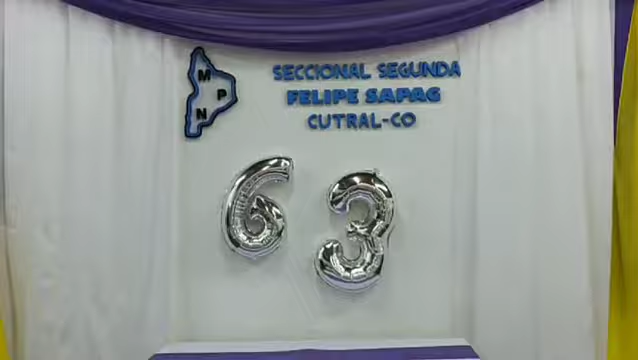 M
P
N
SECCIONAL SEGUNDA
FELIPE SAPAG
CUTRAL-CO
63